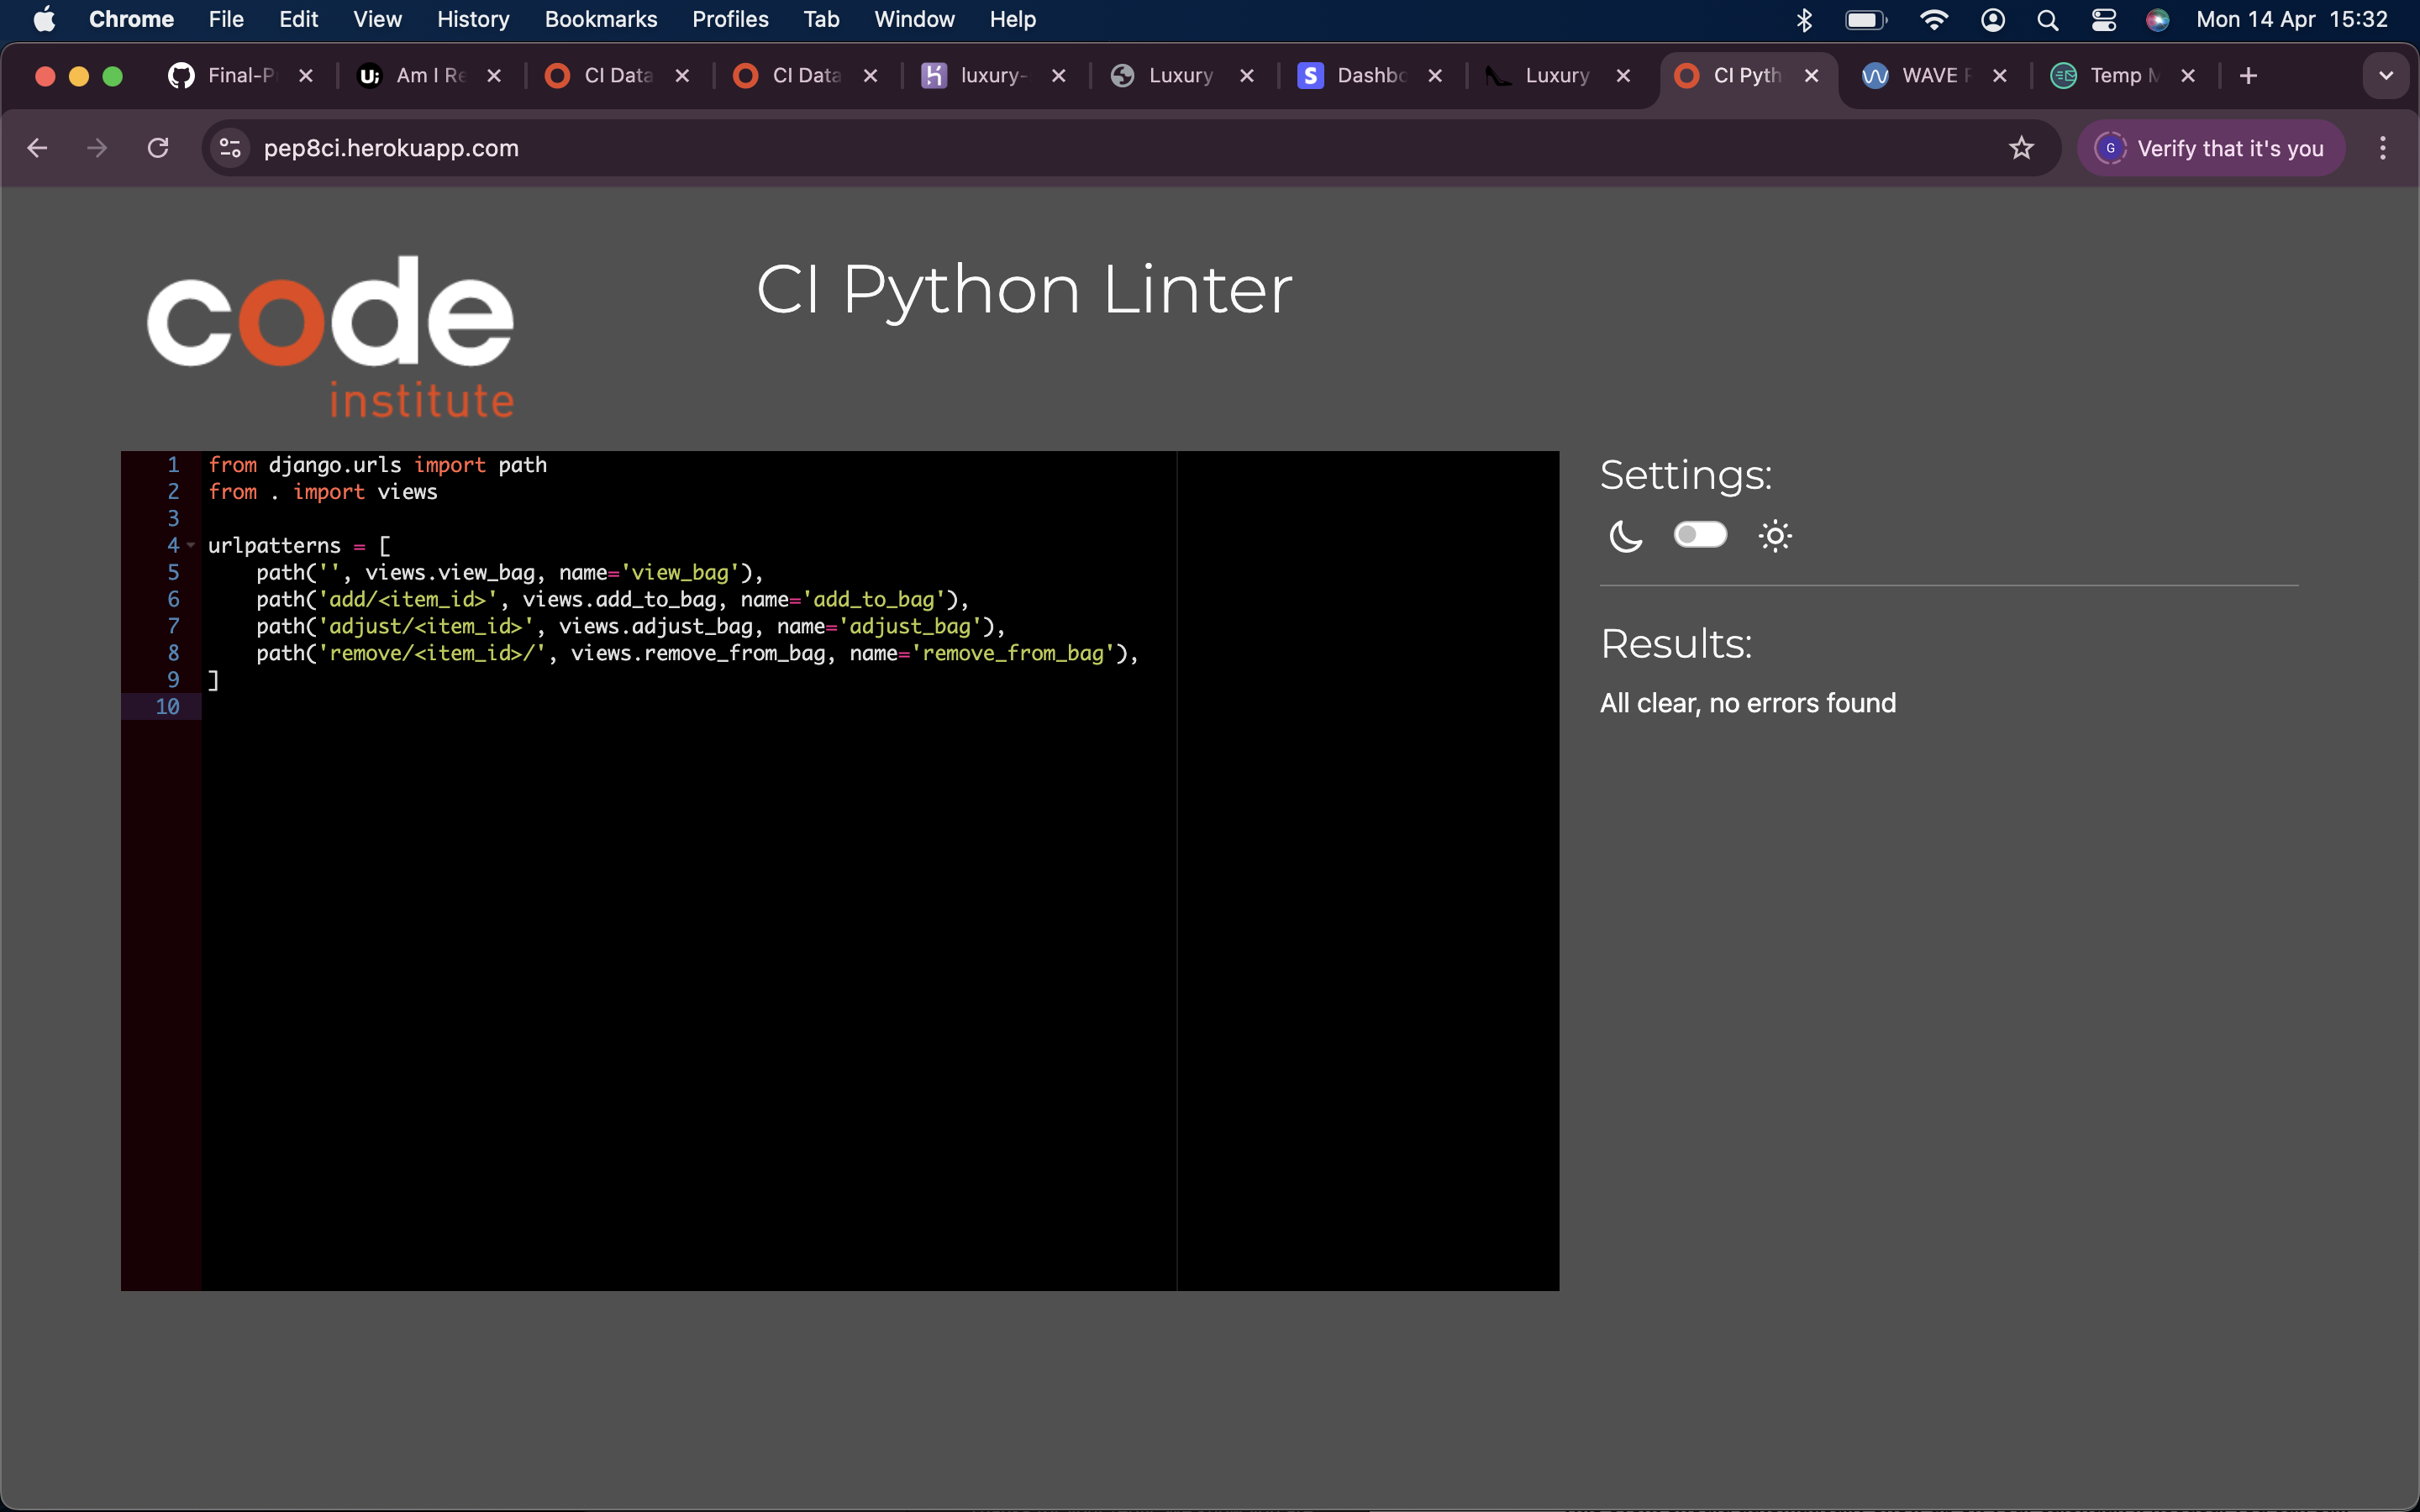 Chrome File Edit View History Bookmarks Profiles Tab Window Help Mon 14 Apr 15:32
Final-P U; Am I Re CI Data CI Data luxury- Luxury S Dashbo Luxury CI Pyth WAVE Temp M
pep8ci.herokuapp.com G Verify that it's you
code
institute
CI Python Linter
1 from django.urls import path
2 from . import views
3
4 urlpatterns = [
5 path('', views.view_bag, name='view_bag'),
6 path('add/<item_id>', views.add_to_bag, name='add_to_bag'),
7 path('adjust/<item_id>', views.adjust_bag, name='adjust_bag'),
8 path('remove/<item_id>/', views.remove_from_bag, name='remove_from_bag'),
9 ]
10
Settings:
Results:
All clear, no errors found